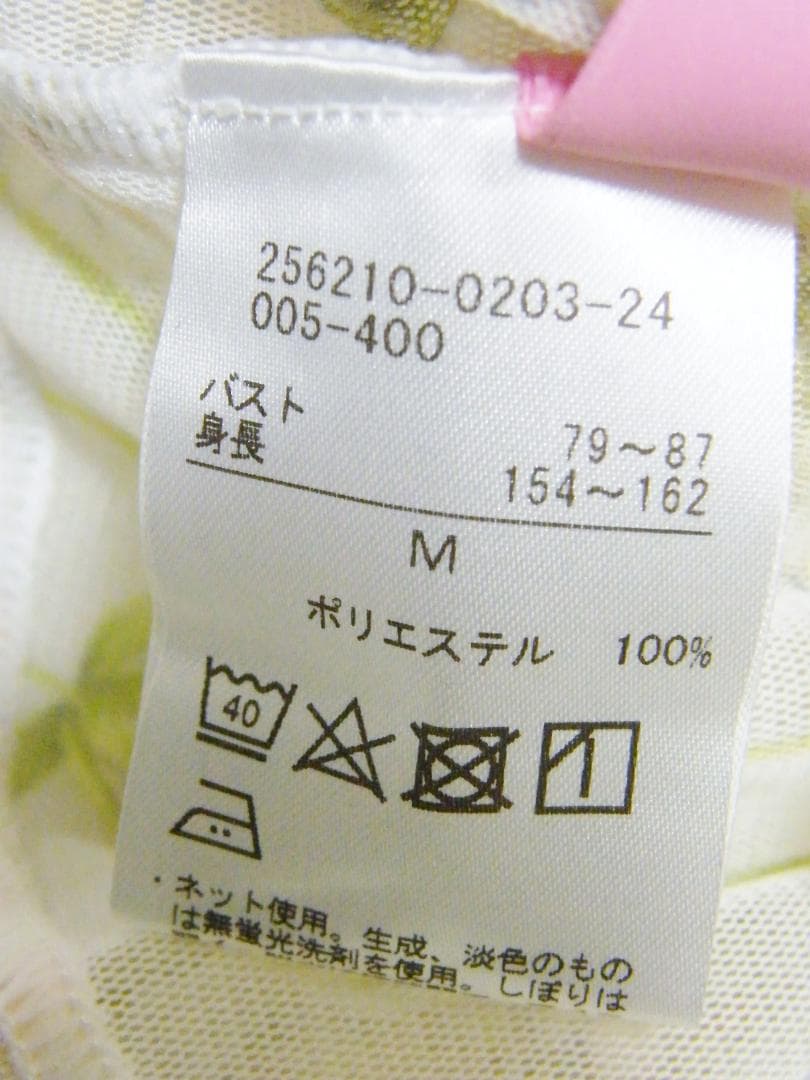 256210-0203-24
005-400
バスト 79～87
身長 154～162
M
ポリエステル 100%
40
・ネット使用。生成、淡色のもの
は無蛍光洗剤を使用。しぼりは